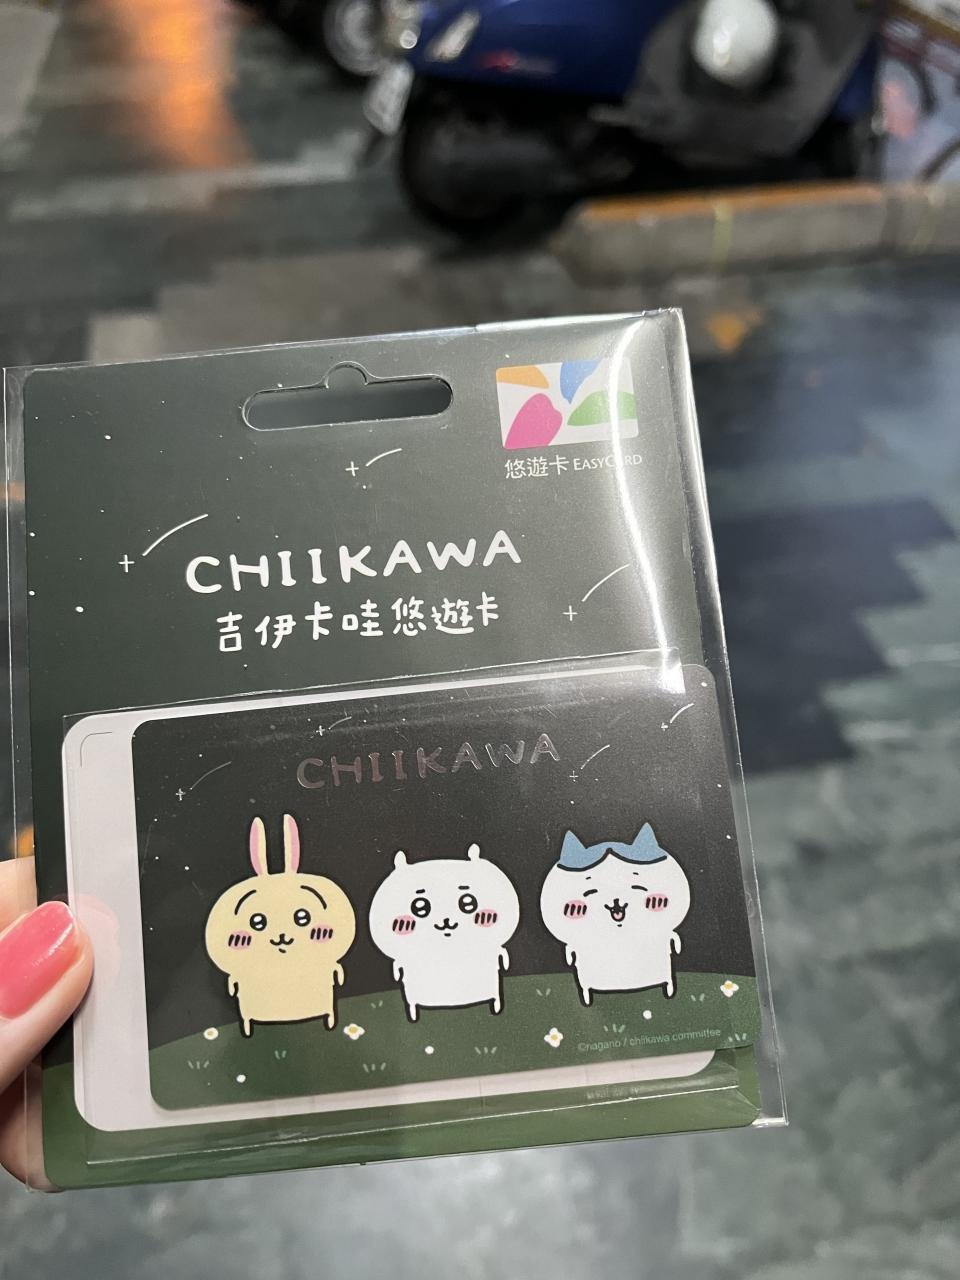 悠遊卡 EASYCARD
CHIIKAWA
吉伊卡哇悠遊卡
CHIIKAWA
©nagano / chiikawa committee